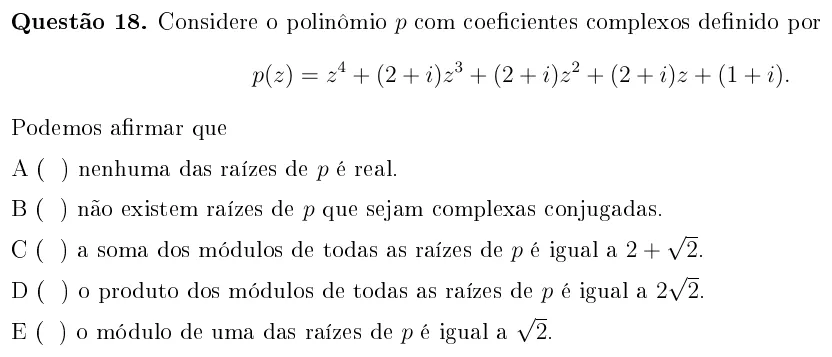 Questão 18. Considere o polinômio p com coeficientes complexos definido por
p(z) = z⁴ + (2 + i)z³ + (2 + i)z² + (2 + i)z + (1 + i).
Podemos afirmar que
A ( ) nenhuma das raízes de p é real.
B ( ) não existem raízes de p que sejam complexas conjugadas.
C ( ) a soma dos módulos de todas as raízes de p é igual a 2 + √2.
D ( ) o produto dos módulos de todas as raízes de p é igual a 2√2.
E ( ) o módulo de uma das raízes de p é igual a √2.